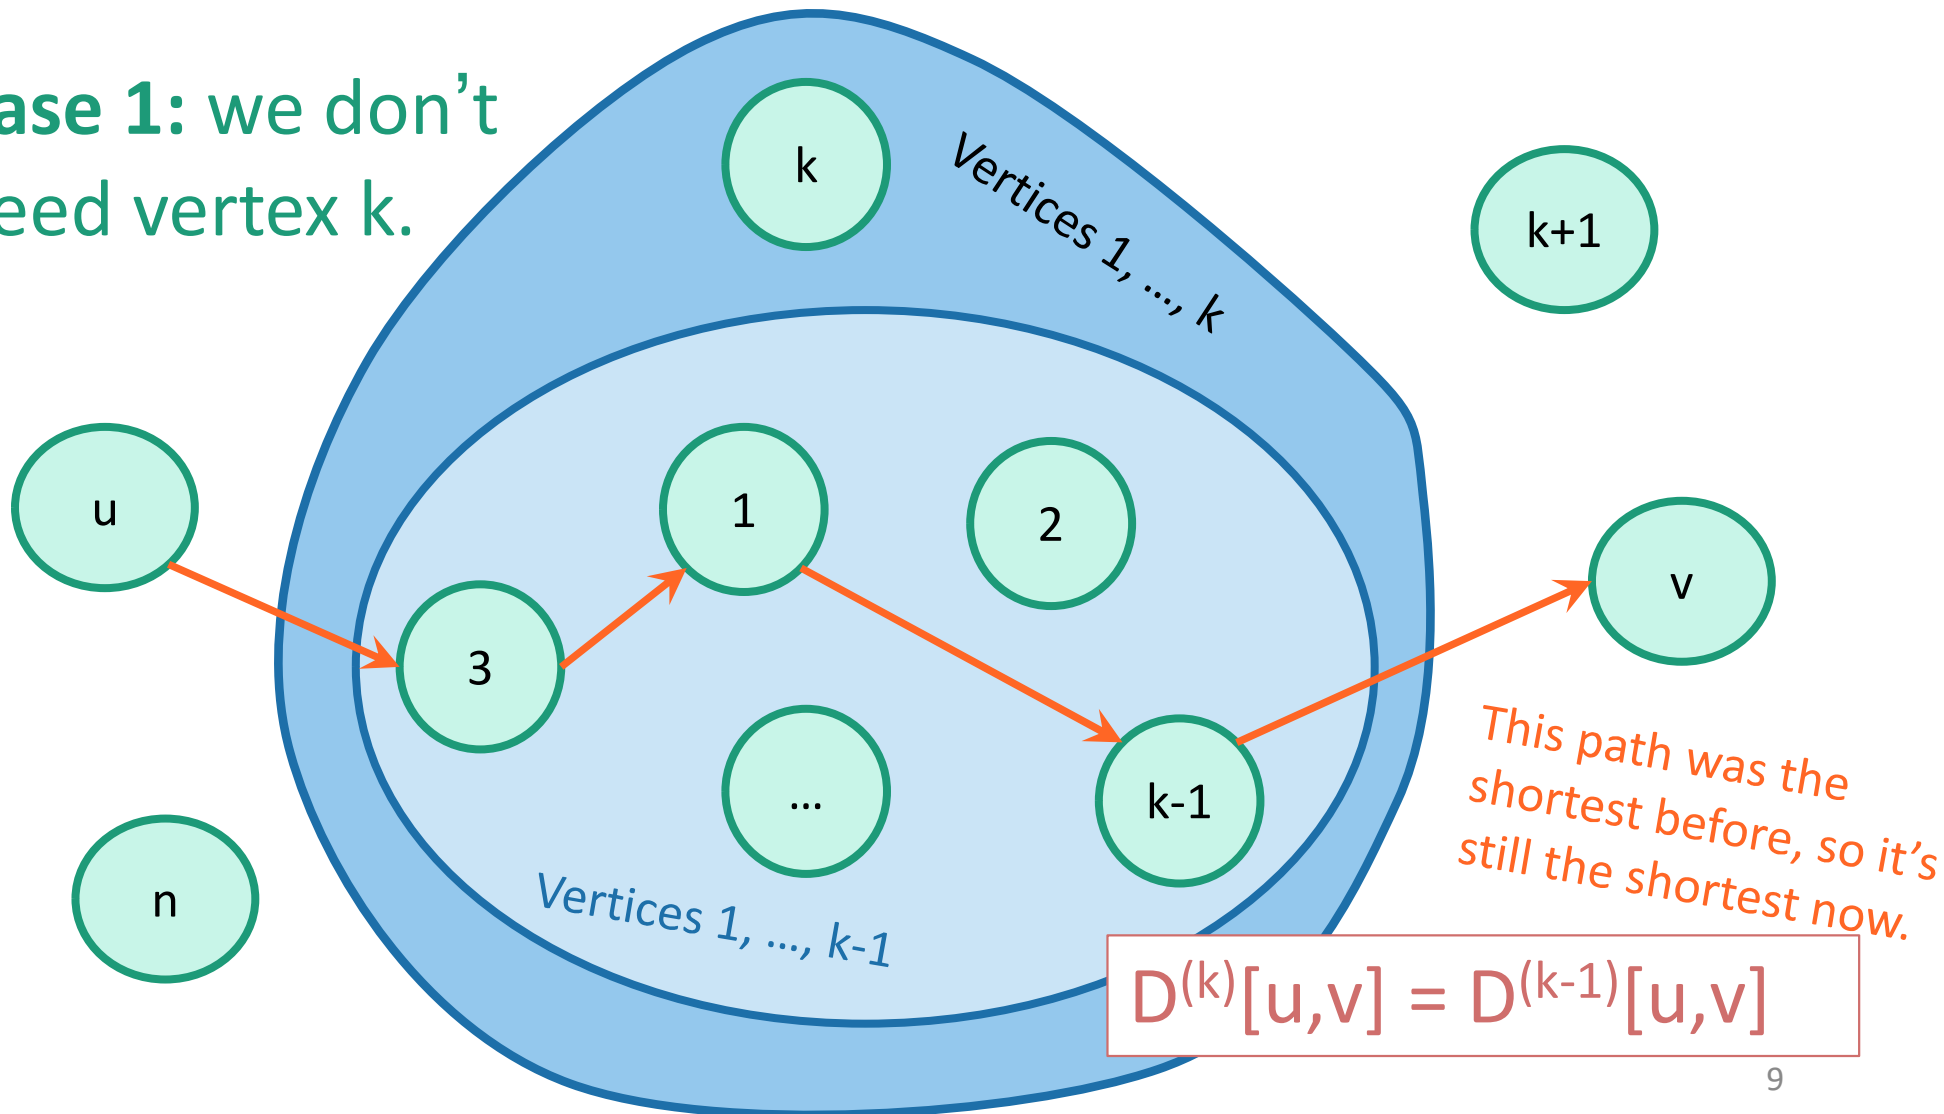 ase 1: we don’t
eed vertex k.
k
Vertices 1, …, k
k+1
u
1
2
v
3
…
k-1
n
Vertices 1, …, k-1
This path was the
shortest before, so it’s
still the shortest now.
D(k)[u,v] = D(k-1)[u,v]
9